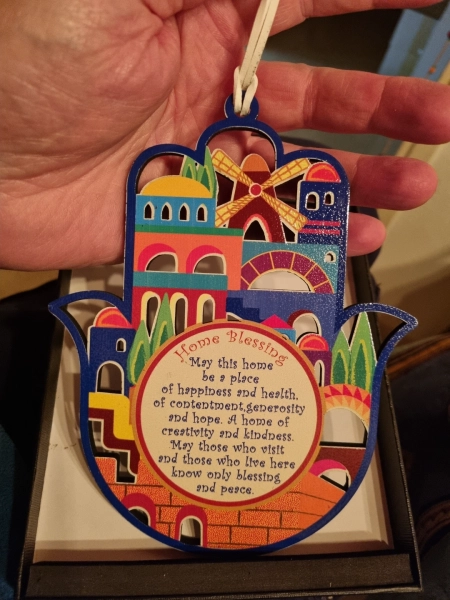 Home Blessing
May this home
be a place
of happiness and health,
of contentment,generosity
and hope. A home of
creativity and kindness.
May those who visit
and those who live here
know only blessing
and peace.